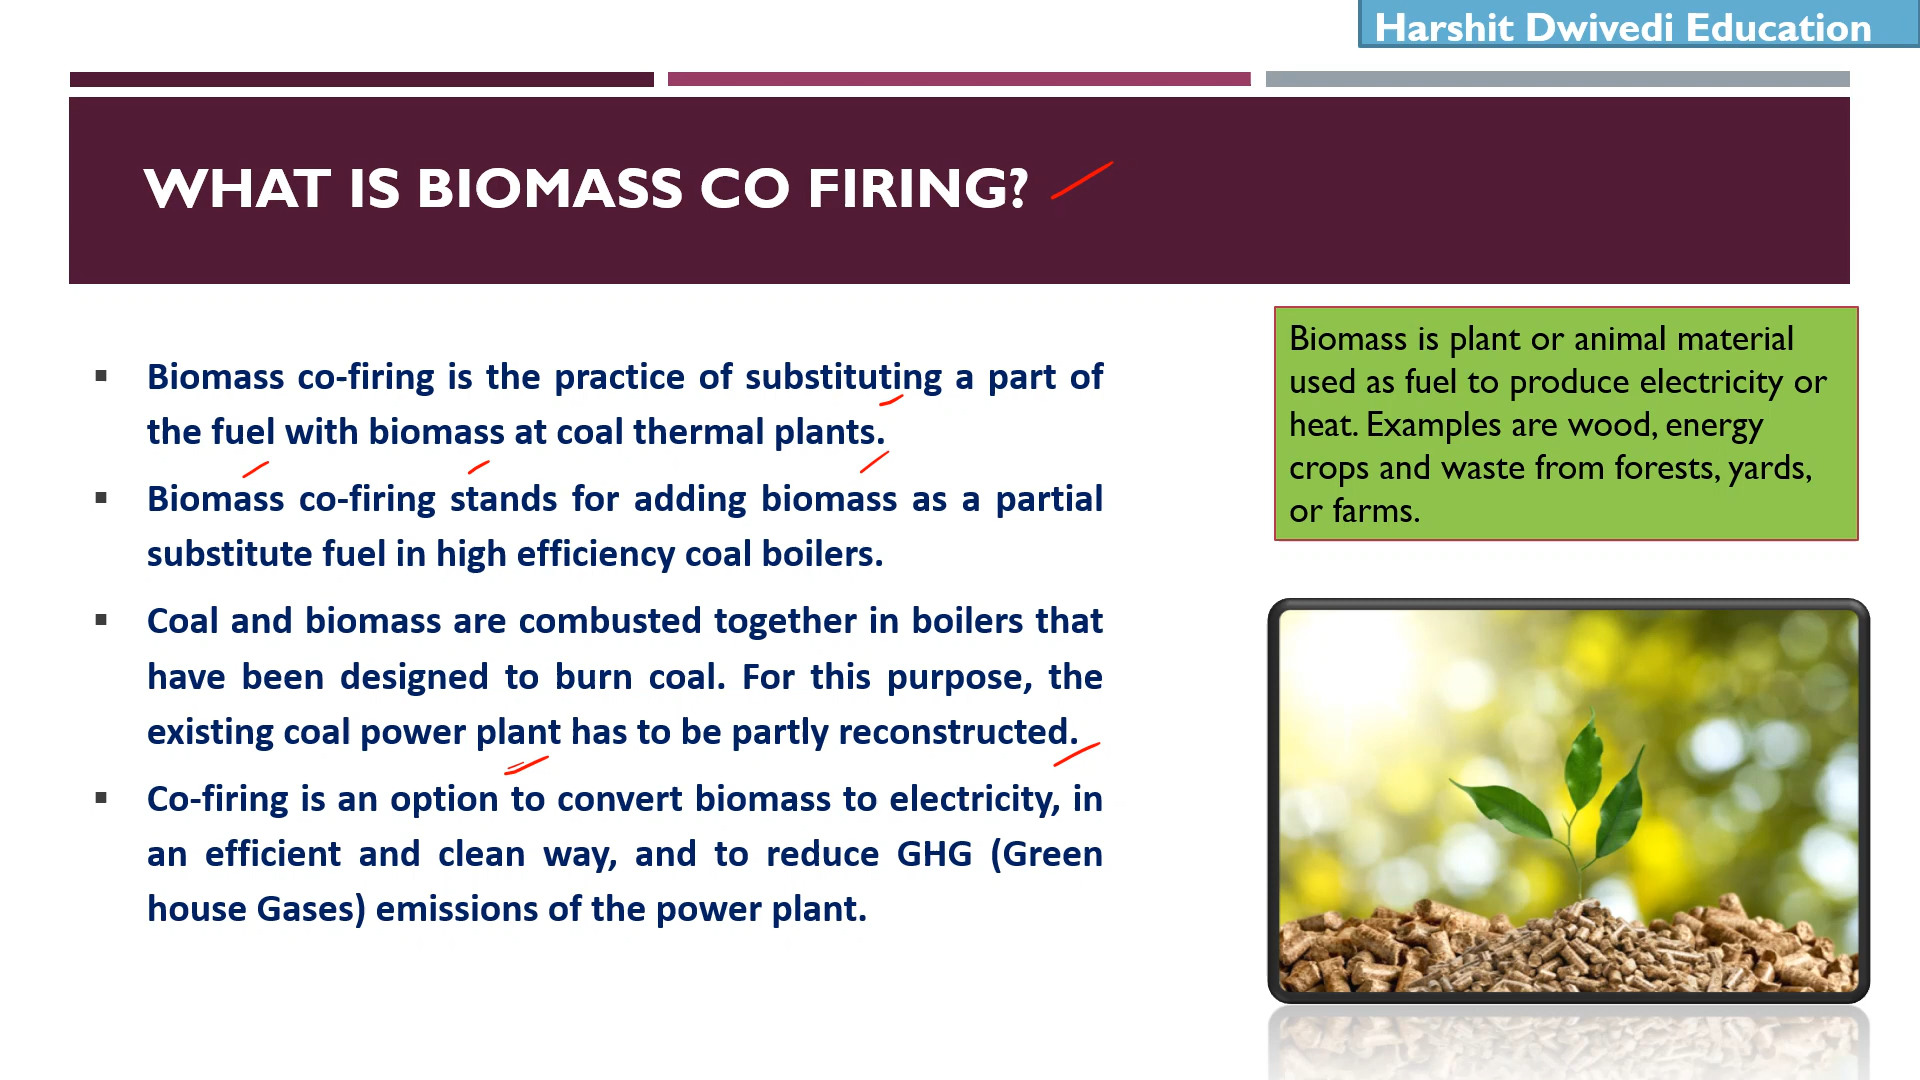 Harshit Dwivedi Education
WHAT IS BIOMASS CO FIRING?
▪ Biomass co-firing is the practice of substituting a part of
the fuel with biomass at coal thermal plants.
▪ Biomass co-firing stands for adding biomass as a partial
substitute fuel in high efficiency coal boilers.
▪ Coal and biomass are combusted together in boilers that
have been designed to burn coal. For this purpose, the
existing coal power plant has to be partly reconstructed.
▪ Co-firing is an option to convert biomass to electricity, in
an efficient and clean way, and to reduce GHG (Green
house Gases) emissions of the power plant.
Biomass is plant or animal material
used as fuel to produce electricity or
heat. Examples are wood, energy
crops and waste from forests, yards,
or farms.